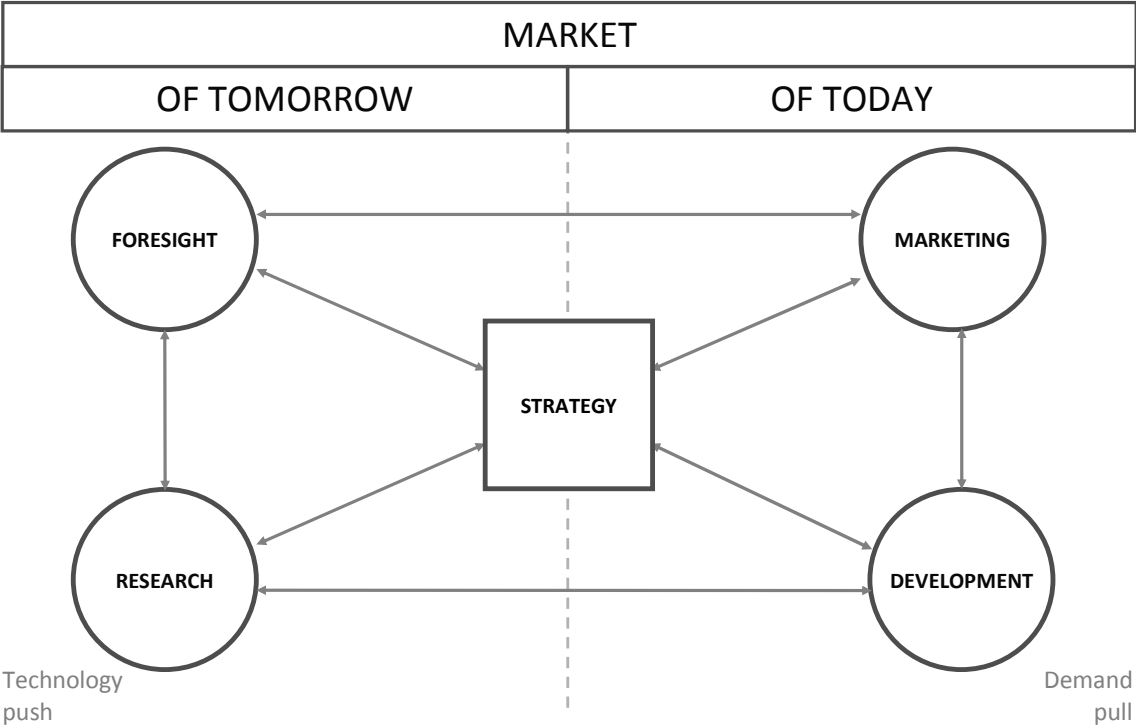 MARKET
OF TOMORROW
OF TODAY
FORESIGHT
MARKETING
STRATEGY
RESEARCH
DEVELOPMENT
Technology
push
Demand
pull